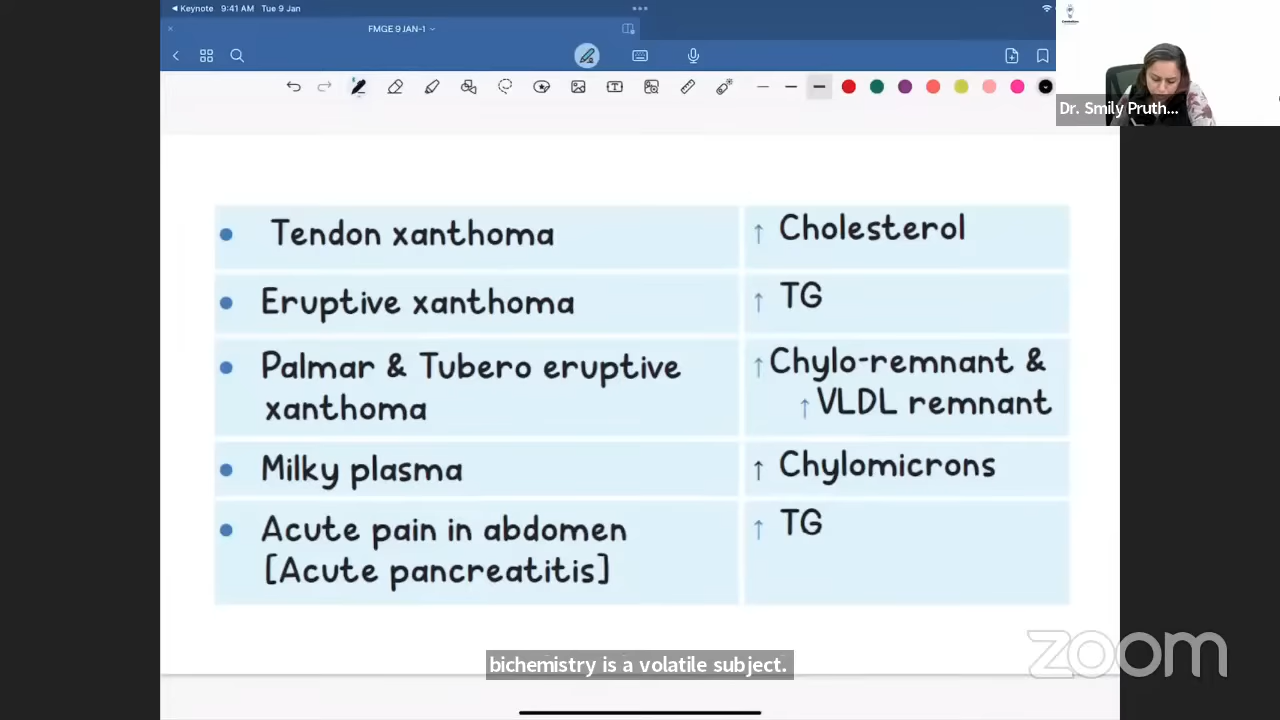 Keynote 9:41 AM Tue 9 Jan
FMGE 9 JAN-1
Dr. Smily Pruth...
Tendon xanthoma
↑ Cholesterol
Eruptive xanthoma
↑ TG
Palmar & Tubero eruptive
xanthoma
↑ Chylo-remnant &
↑ VLDL remnant
Milky plasma
↑ Chylomicrons
Acute pain in abdomen
[Acute pancreatitis]
↑ TG
bichemistry is a volatile subject.
zoom